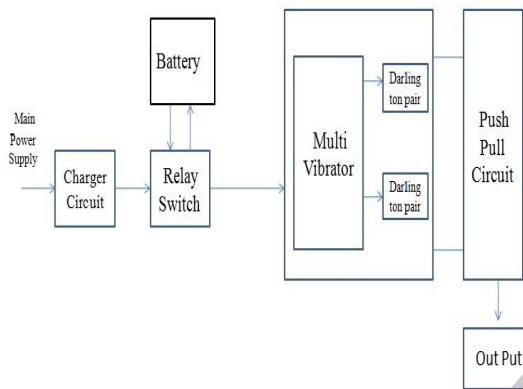 Main
Power
Supply
Charger
Circuit
Battery
Relay
Switch
Multi
Vibrator
Darling
ton pair
Darling
ton pair
Push
Pull
Circuit
Out Put